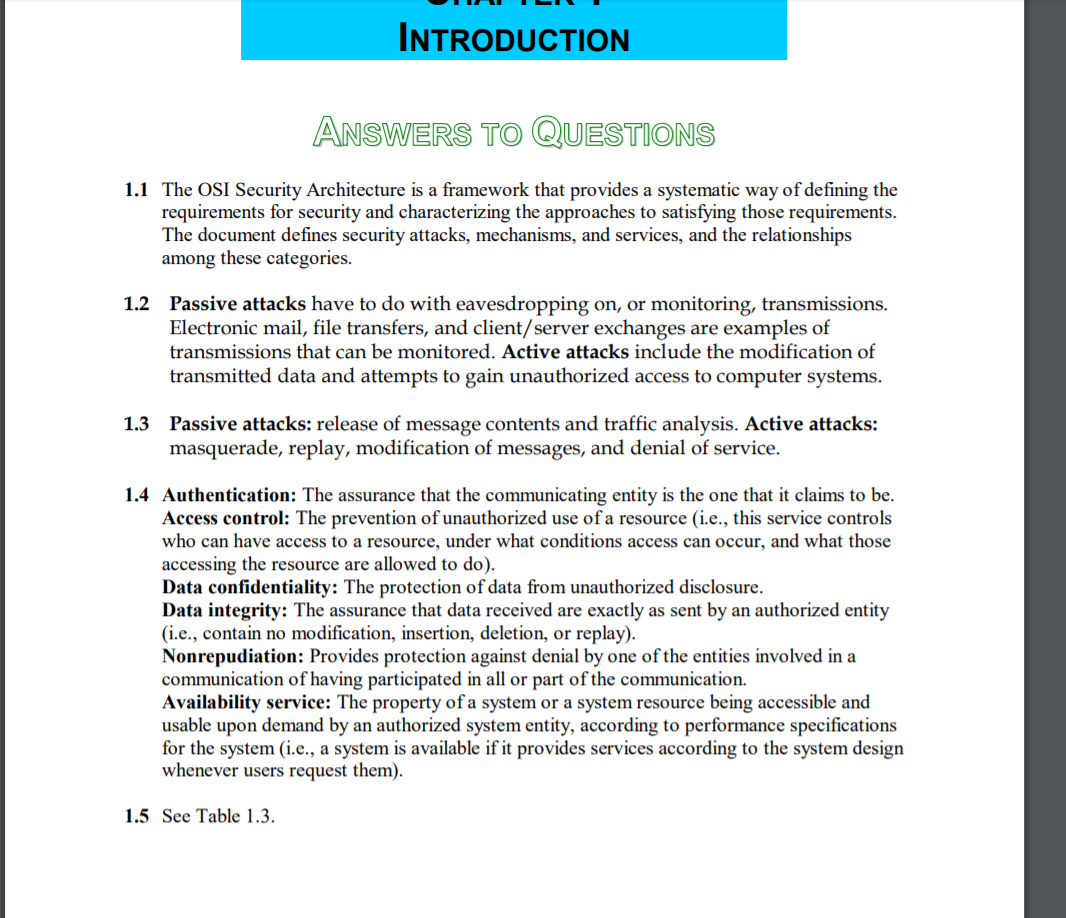 INTRODUCTION
ANSWERS TO QUESTIONS
1.1 The OSI Security Architecture is a framework that provides a systematic way of defining the
requirements for security and characterizing the approaches to satisfying those requirements.
The document defines security attacks, mechanisms, and services, and the relationships
among these categories.
1.2 Passive attacks have to do with eavesdropping on, or monitoring, transmissions.
Electronic mail, file transfers, and client/server exchanges are examples of
transmissions that can be monitored. Active attacks include the modification of
transmitted data and attempts to gain unauthorized access to computer systems.
1.3 Passive attacks: release of message contents and traffic analysis. Active attacks:
masquerade, replay, modification of messages, and denial of service.
1.4 Authentication: The assurance that the communicating entity is the one that it claims to be.
Access control: The prevention of unauthorized use of a resource (i.e., this service controls
who can have access to a resource, under what conditions access can occur, and what those
accessing the resource are allowed to do).
Data confidentiality: The protection of data from unauthorized disclosure.
Data integrity: The assurance that data received are exactly as sent by an authorized entity
(i.e., contain no modification, insertion, deletion, or replay).
Nonrepudiation: Provides protection against denial by one of the entities involved in a
communication of having participated in all or part of the communication.
Availability service: The property of a system or a system resource being accessible and
usable upon demand by an authorized system entity, according to performance specifications
for the system (i.e., a system is available if it provides services according to the system design
whenever users request them).
1.5 See Table 1.3.